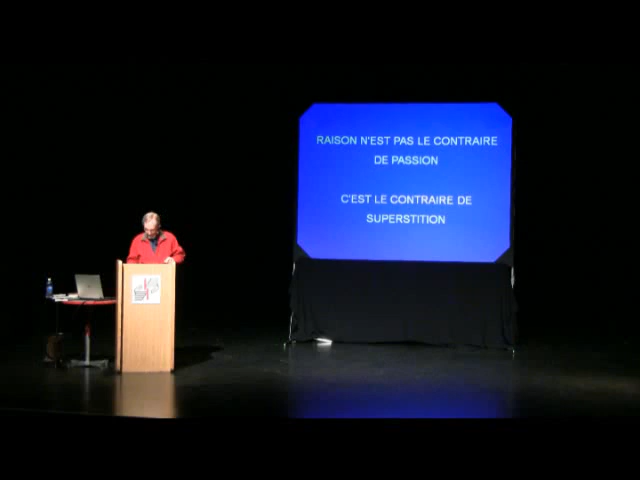 RAISON N'EST PAS LE CONTRAIRE
DE PASSION
C'EST LE CONTRAIRE DE
SUPERSTITION